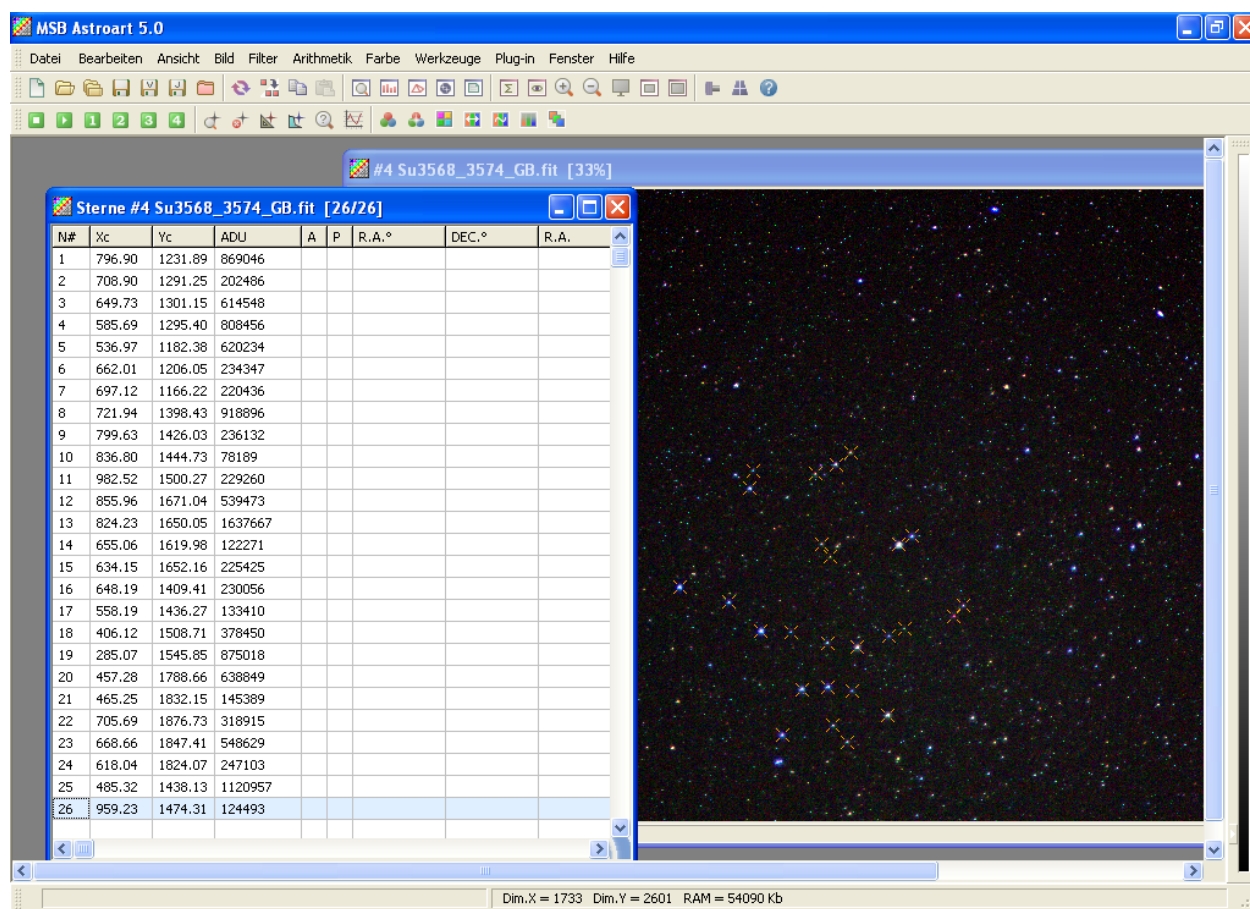 MSB Astroart 5.0
Datei Bearbeiten Ansicht Bild Filter Arithmetik Farbe Werkzeuge Plug-in Fenster Hilfe
1 2 3 4
#4 Su3568_3574_GB.fit [33%]
Sterne #4 Su3568_3574_GB.fit [26/26]
N# Xc Yc ADU A P R.A.° DEC.° R.A.
1 796.90 1231.89 869046
2 708.90 1291.25 202486
3 649.73 1301.15 614548
4 585.69 1295.40 808456
5 536.97 1182.38 620234
6 662.01 1206.05 234347
7 697.12 1166.22 220436
8 721.94 1398.43 918896
9 799.63 1426.03 236132
10 836.80 1444.73 78189
11 982.52 1500.27 229260
12 855.96 1671.04 539473
13 824.23 1650.05 1637667
14 655.06 1619.98 122271
15 634.15 1652.16 225425
16 648.19 1409.41 230056
17 558.19 1436.27 133410
18 406.12 1508.71 378450
19 285.07 1545.85 875018
20 457.28 1788.66 638849
21 465.25 1832.15 145389
22 705.69 1876.73 318915
23 668.66 1847.41 548629
24 618.04 1824.07 247103
25 485.32 1438.13 1120957
26 959.23 1474.31 124493
Dim.X = 1733 Dim.Y = 2601 RAM = 54090 Kb